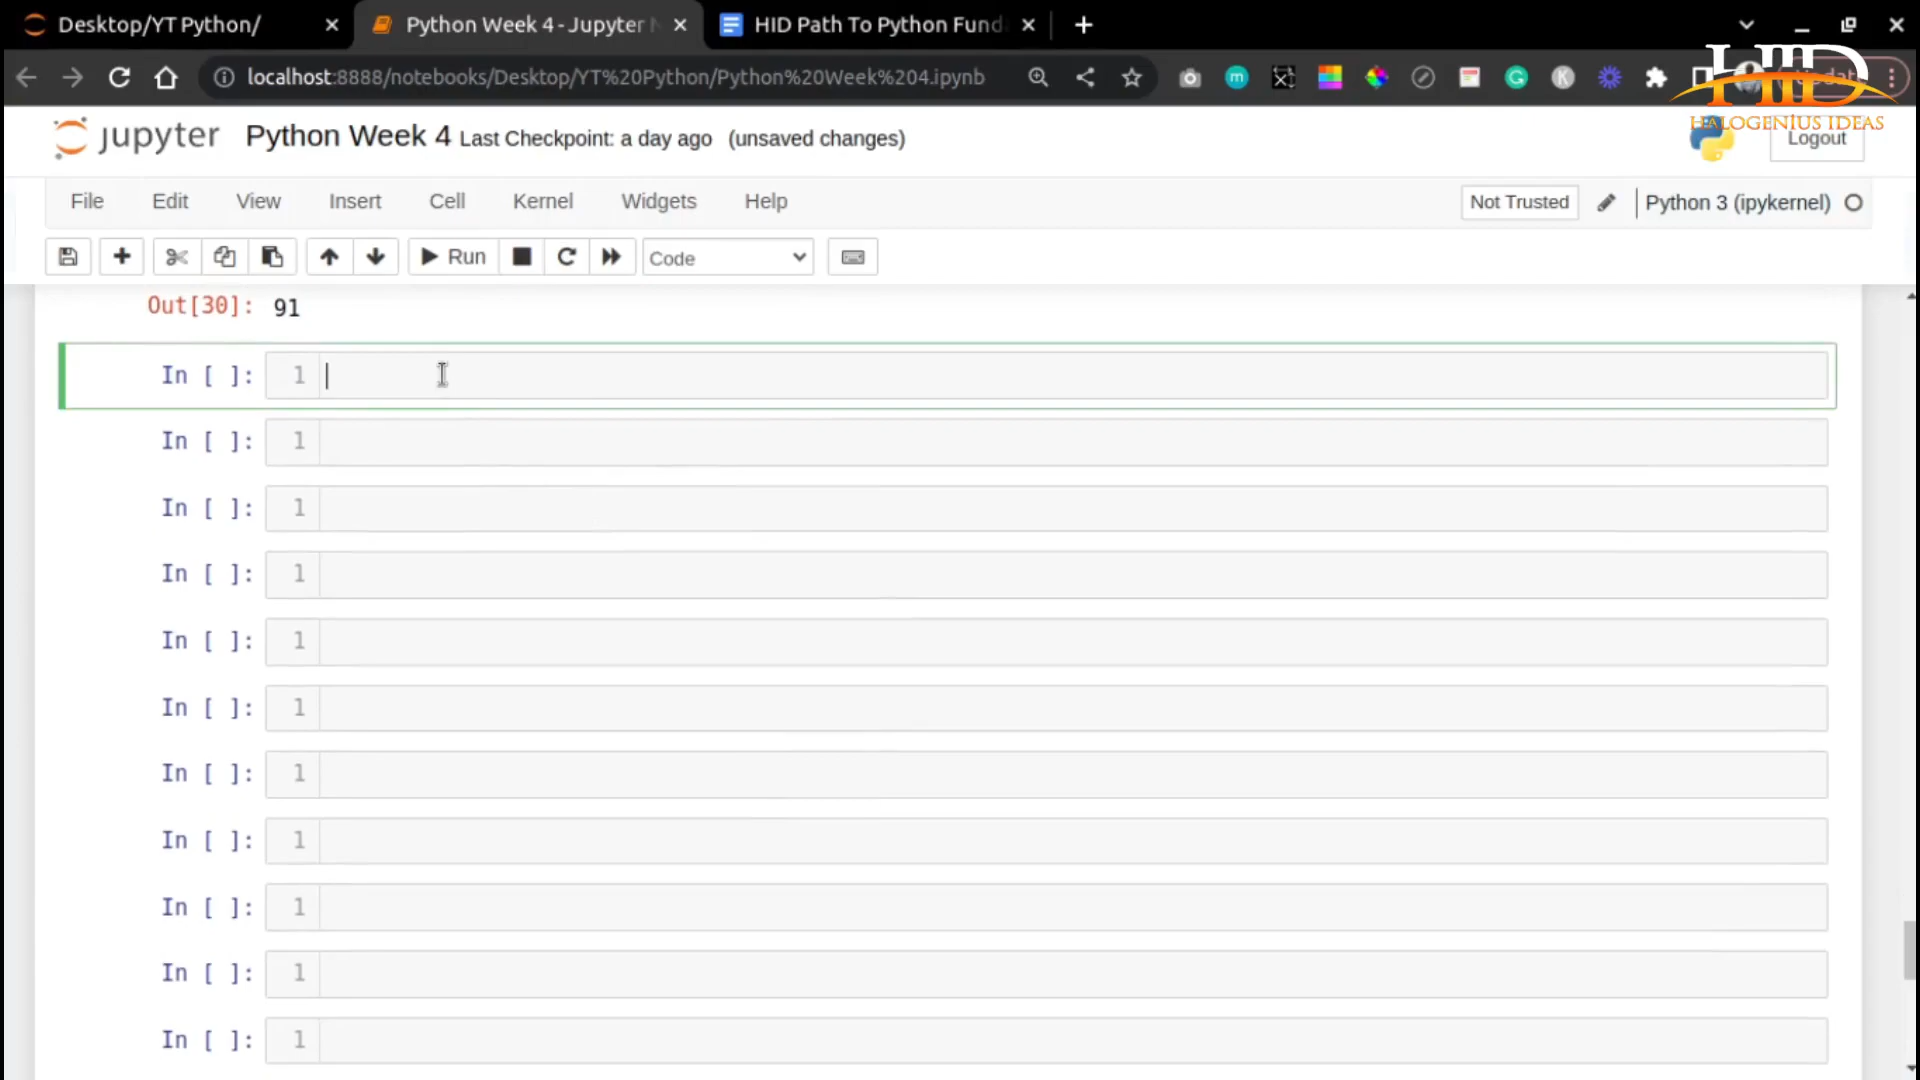 Desktop/YT Python/
Python Week 4 - Jupyter
HID Path To Python Fund
localhost:8888/notebooks/Desktop/YT%20Python/Python%20Week%204.ipynb
HID
HALOGENIUS IDEAS
jupyter Python Week 4 Last Checkpoint: a day ago (unsaved changes)
Logout
File Edit View Insert Cell Kernel Widgets Help
Not Trusted
Python 3 (ipykernel)
Run
Code
Out[30]: 91
In [ ]: 1
In [ ]: 1
In [ ]: 1
In [ ]: 1
In [ ]: 1
In [ ]: 1
In [ ]: 1
In [ ]: 1
In [ ]: 1
In [ ]: 1
In [ ]: 1